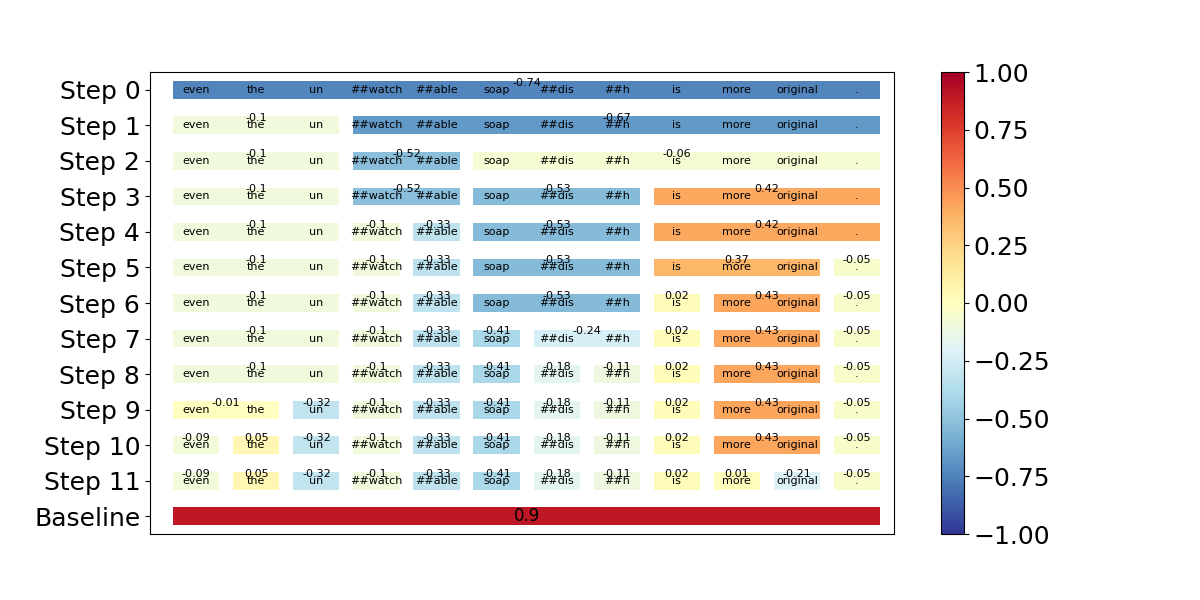 1.00
-0.74
Step 0 even the un ##watch ##able soap ##dis ##h is more original .
-0.1 -0.67
Step 1 even the un ##watch ##able soap ##dis ##h is more original .
0.75
-0.1 -0.52 -0.06
Step 2 even the un ##watch ##able soap ##dis ##h is more original .
-0.1 -0.52 -0.53 0.42
Step 3 even the un ##watch ##able soap ##dis ##h is more original .
0.50
-0.1 -0.1 -0.33 -0.53 0.42
Step 4 even the un ##watch ##able soap ##dis ##h is more original .
0.25
-0.1 -0.1 -0.33 -0.53 0.37 -0.05
Step 5 even the un ##watch ##able soap ##dis ##h is more original .
-0.1 -0.1 -0.33 -0.53 0.02 0.43 -0.05
Step 6 even the un ##watch ##able soap ##dis ##h is more original .
0.00
-0.1 -0.1 -0.33 -0.41 -0.24 0.02 0.43 -0.05
Step 7 even the un ##watch ##able soap ##dis ##h is more original .
−0.25
-0.1 -0.1 -0.33 -0.41 -0.18 -0.11 0.02 0.43 -0.05
Step 8 even the un ##watch ##able soap ##dis ##h is more original .
-0.01 -0.32 -0.1 -0.33 -0.41 -0.18 -0.11 0.02 0.43 -0.05
Step 9 even the un ##watch ##able soap ##dis ##h is more original .
−0.50
-0.09 0.05 -0.32 -0.1 -0.33 -0.41 -0.18 -0.11 0.02 0.43 -0.05
Step 10 even the un ##watch ##able soap ##dis ##h is more original .
−0.75
-0.09 0.05 -0.32 -0.1 -0.33 -0.41 -0.18 -0.11 0.02 0.01 -0.21 -0.05
Step 11 even the un ##watch ##able soap ##dis ##h is more original .
Baseline 0.9
−1.00